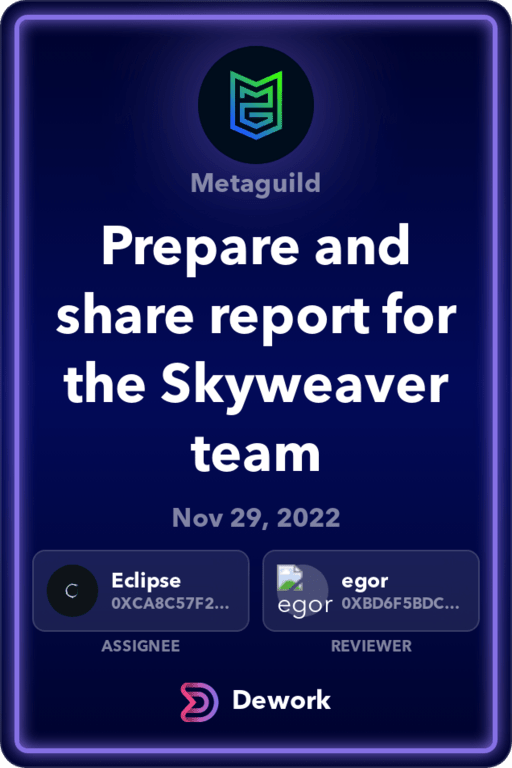 Metaguild
Prepare and
share report for
the Skyweaver
team
Nov 29, 2022
Eclipse
0XCA8C57F2...
ASSIGNEE
egor
egor
0XBD6F5BDC...
REVIEWER
Dework